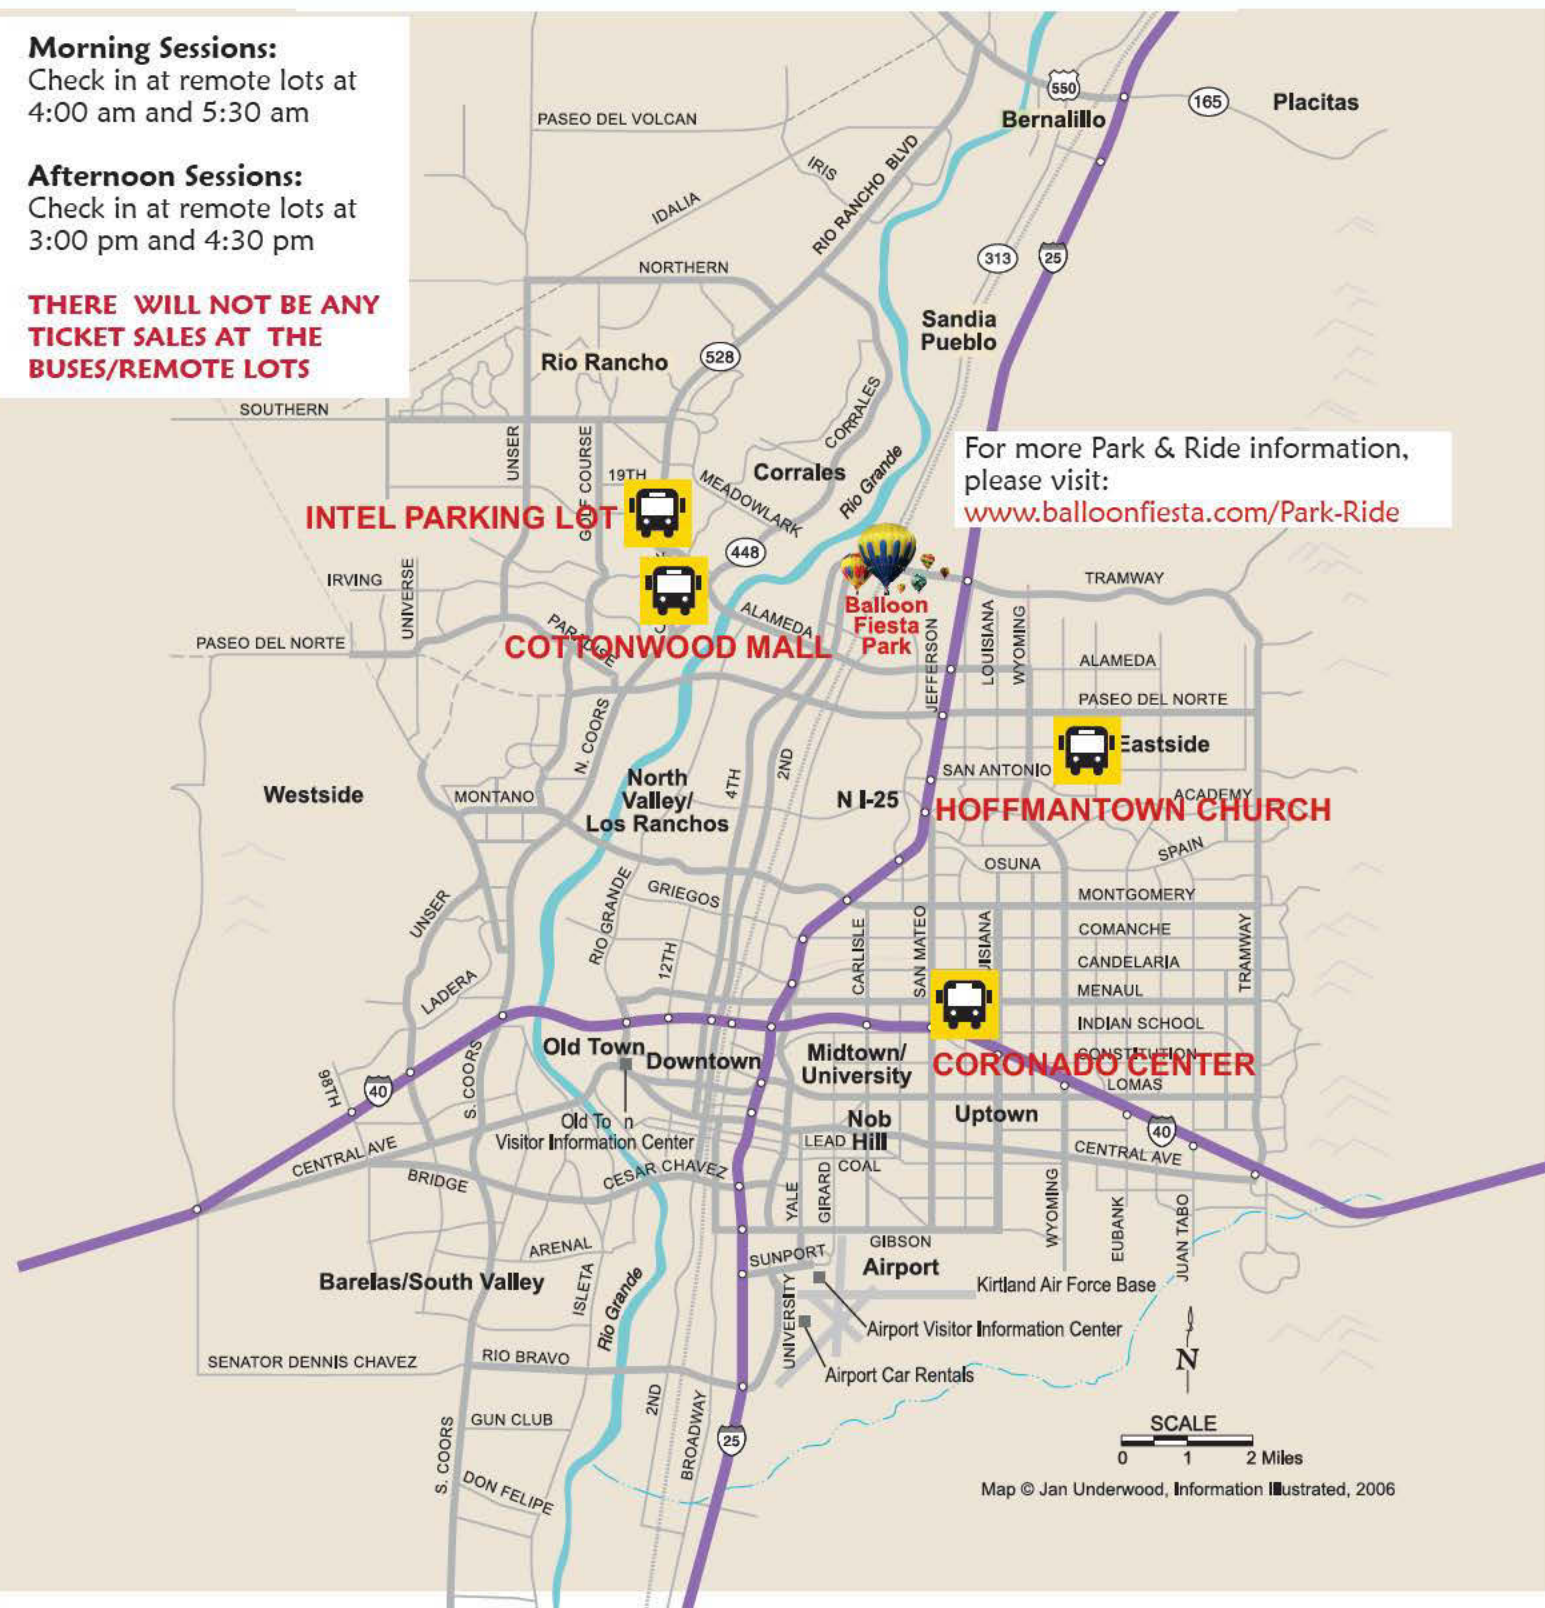 Morning Sessions:
Check in at remote lots at
4:00 am and 5:30 am
Afternoon Sessions:
Check in at remote lots at
3:00 pm and 4:30 pm
THERE WILL NOT BE ANY
TICKET SALES AT THE
BUSES/REMOTE LOTS
550
165
Placitas
Bernalillo
PASEO DEL VOLCAN
IRIS
RIO RANCHO BLVD
IDALIA
313
25
NORTHERN
Sandia
Pueblo
Rio Rancho
528
SOUTHERN
CORRALES
UNSER
GOLF COURSE
19TH
MEADOWLARK
Corrales
Rio Grande
For more Park & Ride information,
please visit:
www.balloonfiesta.com/Park-Ride
INTEL PARKING LOT
448
IRVING
UNIVERSE
TRAMWAY
Balloon
Fiesta
Park
ALAMEDA
JEFFERSON
LOUISIANA
WYOMING
PASEO DEL NORTE
PARADISE
COTTONWOOD MALL
ALAMEDA
PASEO DEL NORTE
N. COORS
Eastside
SAN ANTONIO
ACADEMY
HOFFMANTOWN CHURCH
Westside
MONTANO
North
Valley/
Los Ranchos
4TH
2ND
N I-25
SPAIN
OSUNA
UNSER
RIO GRANDE
GRIEGOS
MONTGOMERY
COMANCHE
CANDELARIA
MENAUL
INDIAN SCHOOL
CONSTITUTION
LOMAS
TRAMWAY
12TH
CARLISLE
SAN MATEO
UISIANA
LADERA
CORONADO CENTER
Old Town
Downtown
Midtown/
University
98TH
40
S. COORS
Old To n
Visitor Information Center
Nob
Hill
LEAD
COAL
Uptown
40
CENTRAL AVE
CENTRAL AVE
BRIDGE
CESAR CHAVEZ
YALE
GIRARD
WYOMING
EUBANK
JUAN TABO
GIBSON
SUNPORT
Airport
ARENAL
Barelas/South Valley
ISLETA
Rio Grande
UNIVERSITY
Kirtland Air Force Base
Airport Visitor Information Center
Airport Car Rentals
SENATOR DENNIS CHAVEZ
RIO BRAVO
2ND
BROADWAY
N
S. COORS
GUN CLUB
DON FELIPE
25
SCALE
0 1 2 Miles
Map © Jan Underwood, Information Illustrated, 2006